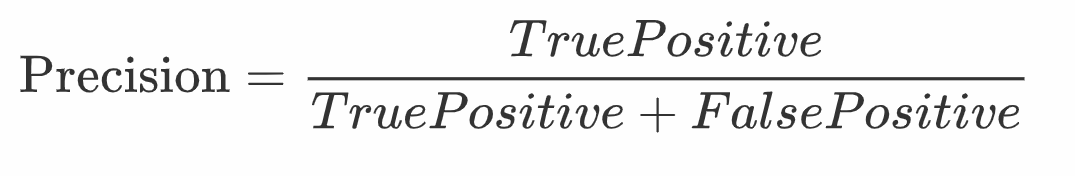 TruePositive
Precision =
TruePositive + FalsePositive